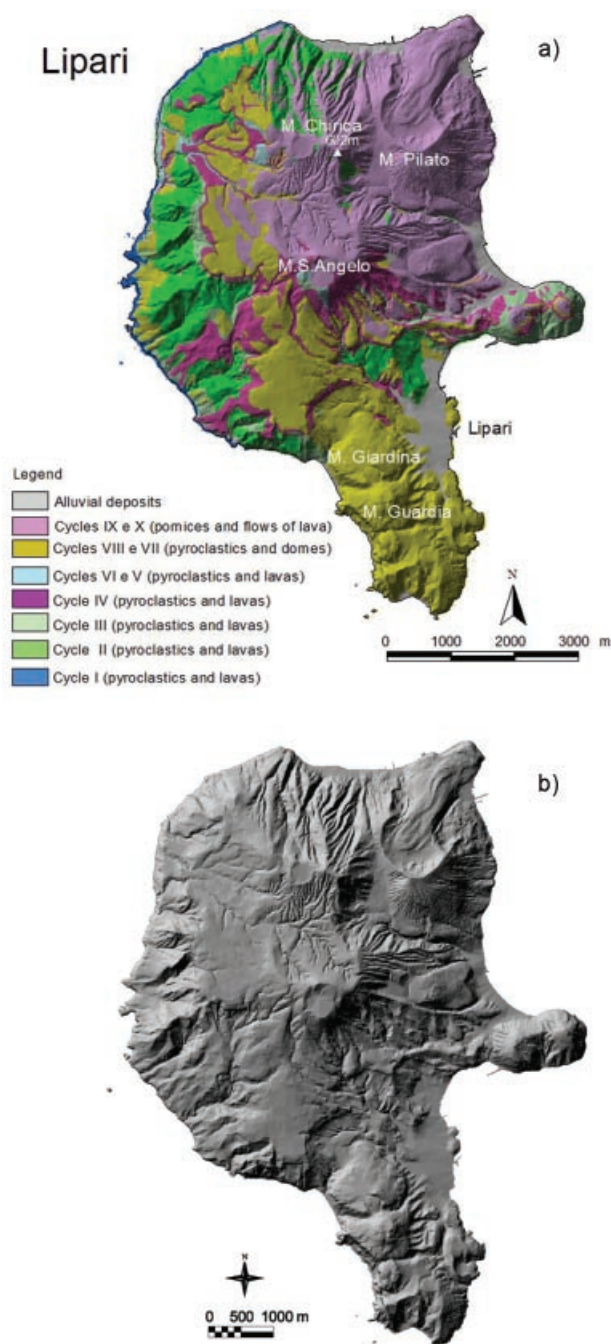 Lipari
a)
M. Chirica
M. Pilato
M.S.Angelo
Lipari
M. Giardina
M. Guardia
Legend
Alluvial deposits
Cycles IX e X (pomices and flows of lava)
Cycles VIII e VII (pyroclastics and domes)
Cycles VI e V (pyroclastics and lavas)
Cycle IV (pyroclastics and lavas)
Cycle III (pyroclastics and lavas)
Cycle II (pyroclastics and lavas)
Cycle I (pyroclastics and lavas)
N
0 1000 2000 3000 m
b)
N
0 500 1000 m